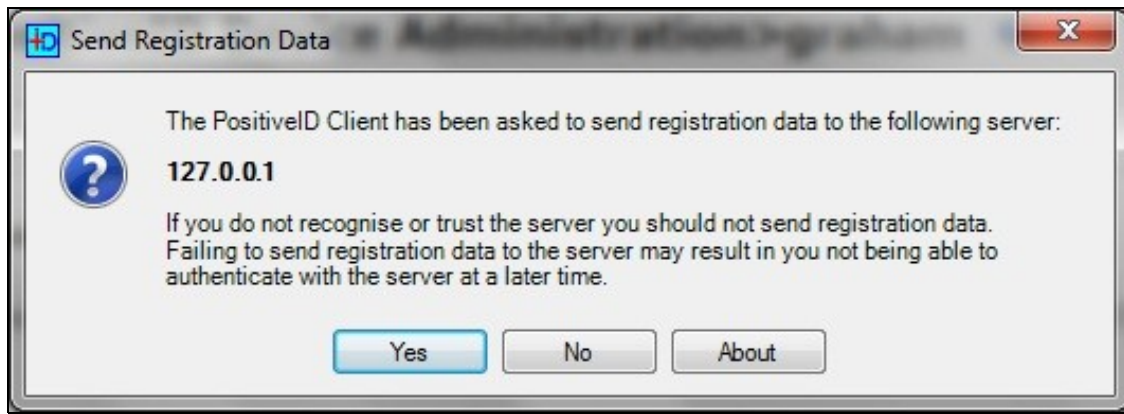 Send Registration Data
Administration>graham
The PositiveID Client has been asked to send registration data to the following server:
127.0.0.1
If you do not recognise or trust the server you should not send registration data.
Failing to send registration data to the server may result in you not being able to
authenticate with the server at a later time.
Yes
No
About